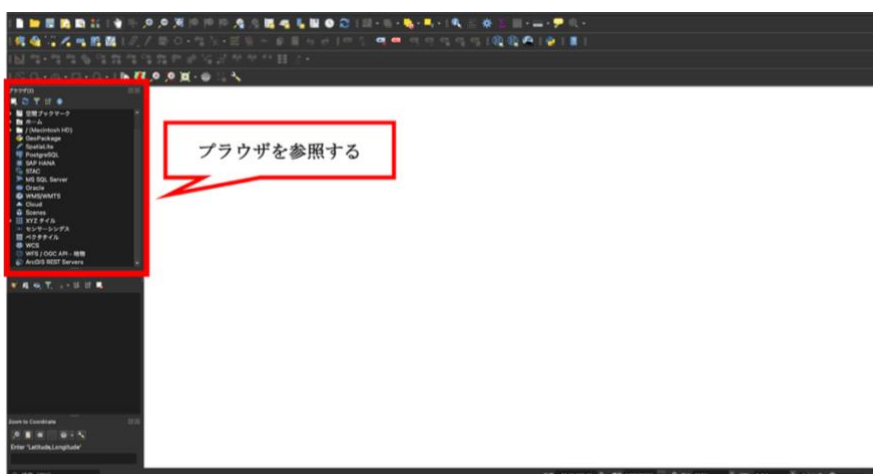 ブラウザ(2)
空間ブックマーク
ホーム
/ (Macintosh HD)
GeoPackage
SpatiaLite
PostgreSQL
SAP HANA
STAC
MS SQL Server
Oracle
WMS/WMTS
Cloud
Scenes
XYZ タイル
センサーシングス
ベクタタイル
WCS
WFS / OGC API - 地物
ArcGIS REST Servers
ブラウザを参照する
Zoom to Coordinate
Enter 'Latitude,Longitude'